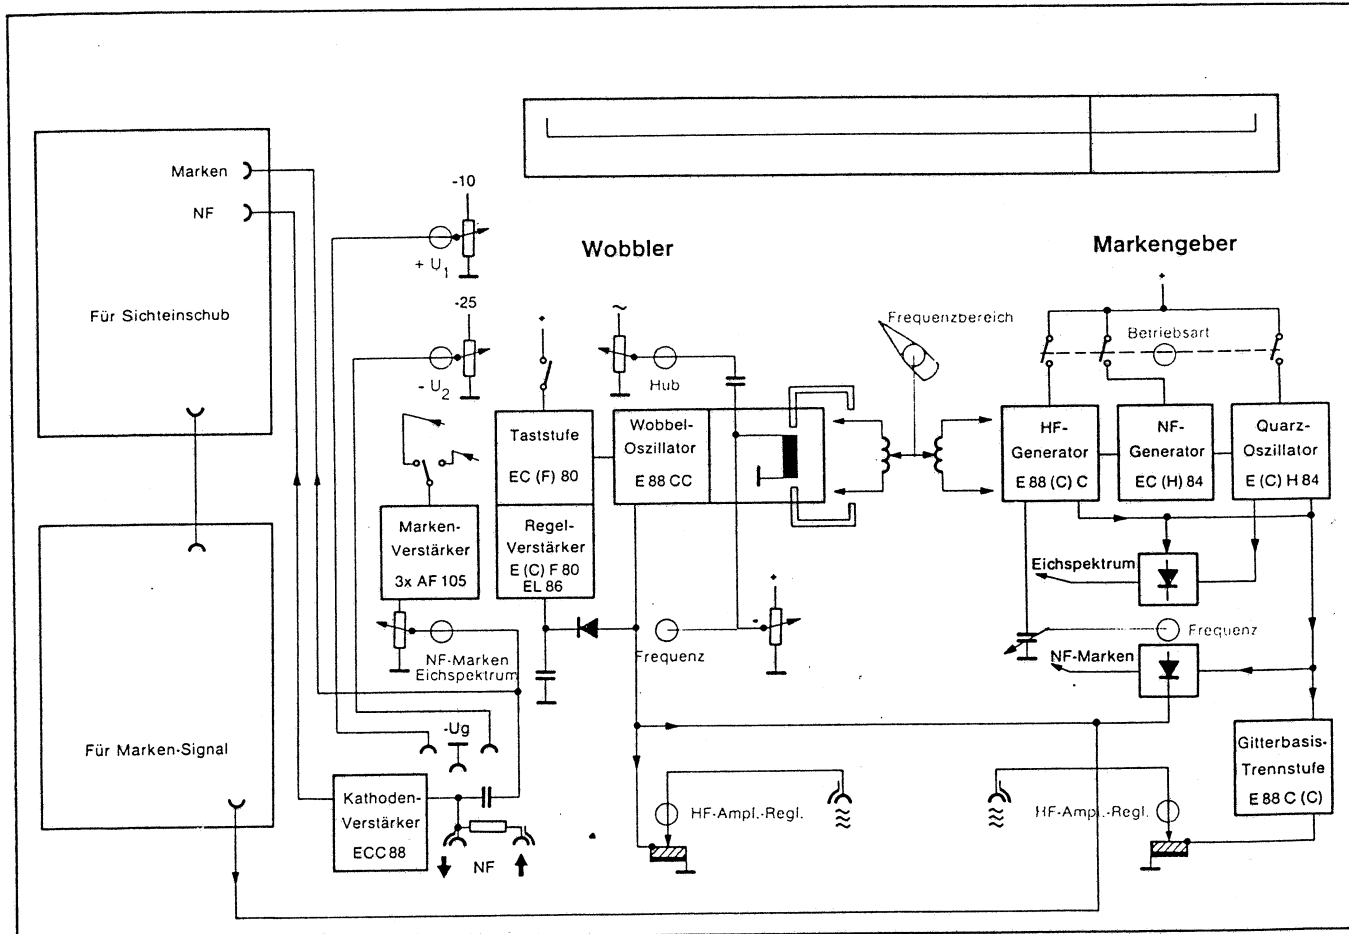 Marken
NF
Für Sichteinschub
Für Marken-Signal
-10
+ U1
-25
- U2
Wobbler
Markengeber
+
~
+
Hub
Frequenzbereich
Betriebsart
Taststufe
EC (F) 80
Wobbel-
Oszillator
E 88 CC
HF-
Generator
E 88 (C) C
NF-
Generator
EC (H) 84
Quarz-
Oszillator
E (C) H 84
Marken-
Verstärker
3x AF 105
Regel-
Verstärker
E (C) F 80
EL 86
Eichspektrum
NF-Marken
Eichspektrum
Frequenz
+
Frequenz
NF-Marken
-Ug
Gitterbasis-
Trennstufe
E 88 C (C)
Kathoden-
Verstärker
ECC 88
NF
HF-Ampl.-Regl.
HF-Ampl.-Regl.